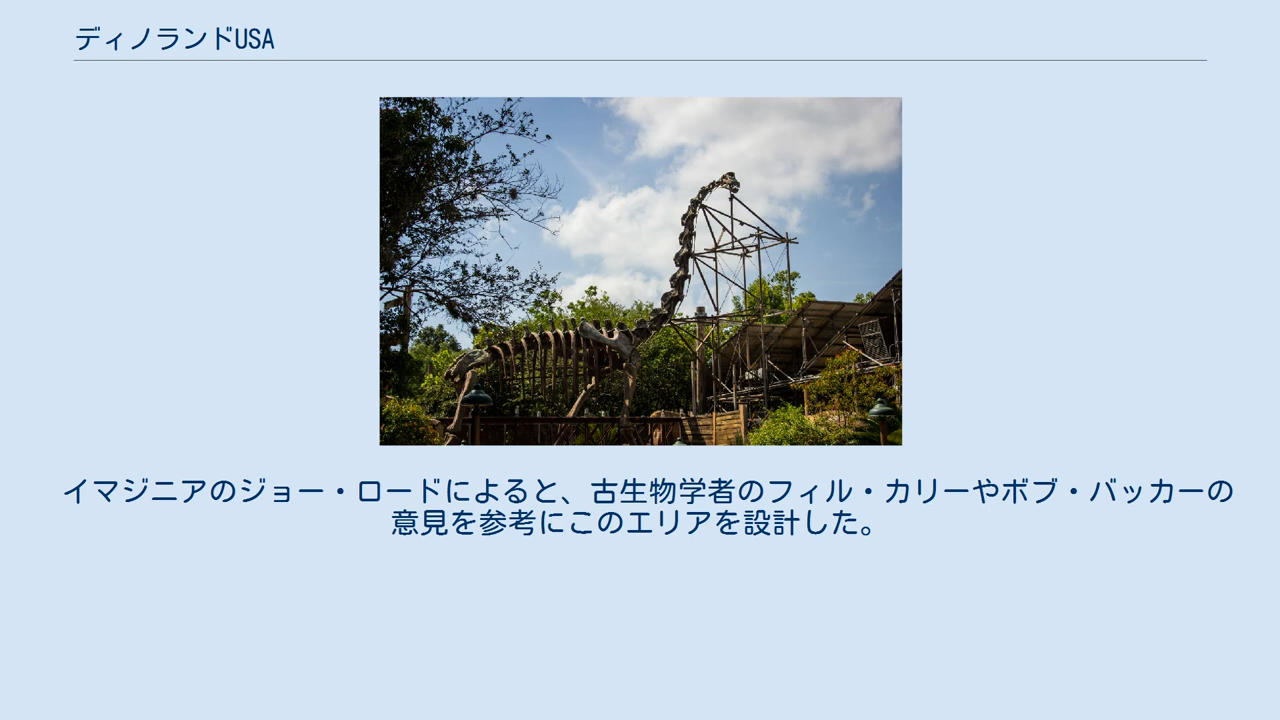 ディノランドUSA
イマジニアのジョー・ロードによると、古生物学者のフィル・カリーやボブ・バッカーの
意見を参考にこのエリアを設計した。